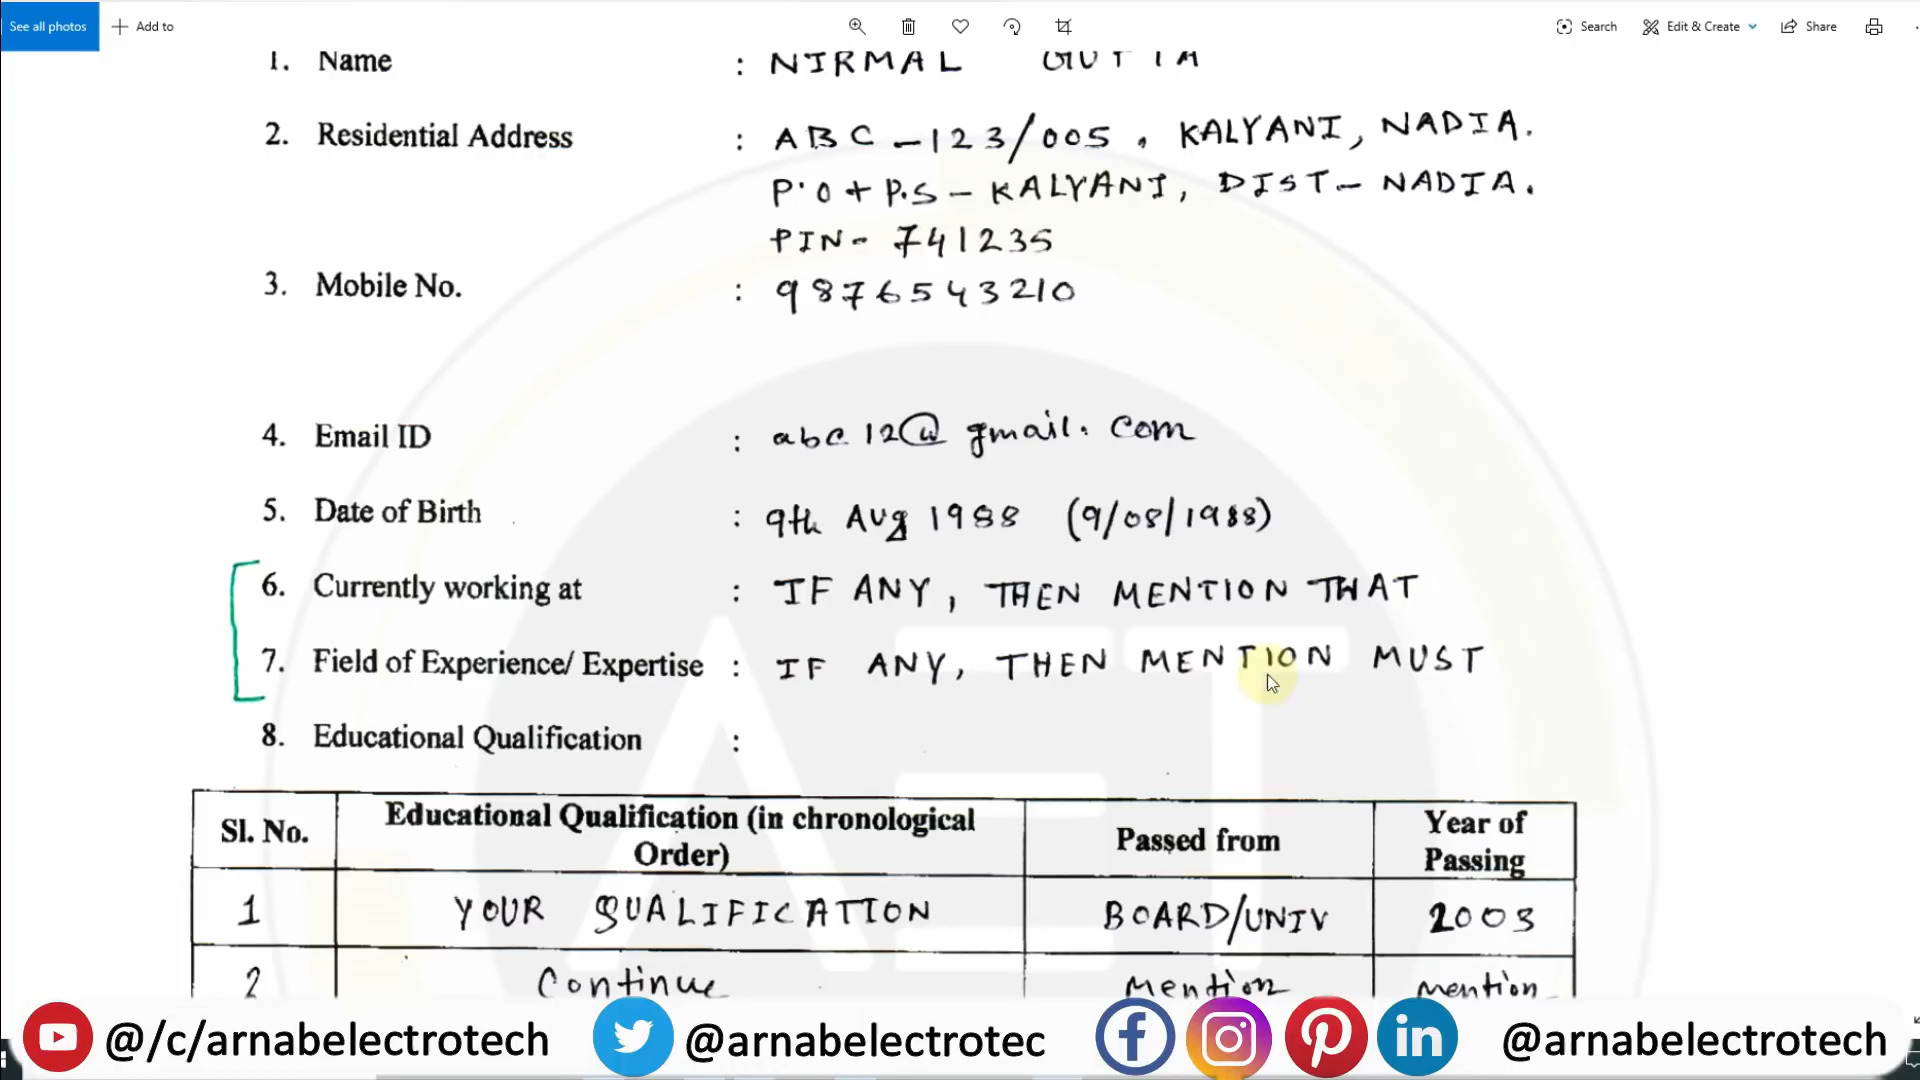 See all photos + Add to Search Edit & Create Share
1. Name : NIRMAL
2. Residential Address : ABC-123/005, KALYANI, NADIA.
P.O + P.S - KALYANI, DIST - NADIA.
PIN - 741235
3. Mobile No. : 9876543210
4. Email ID : abc12@gmail.com
5. Date of Birth : 9th Aug 1988 (9/08/1988)
6. Currently working at : IF ANY, THEN MENTION THAT
7. Field of Experience/ Expertise : IF ANY, THEN MENTION MUST
8. Educational Qualification :
Sl. No. Educational Qualification (in chronological Order) Passed from Year of Passing
1 YOUR QUALIFICATION BOARD/UNIV 2003
2 Continue Mention mention
AET
@/c/arnabelectrotech @arnabelectrotec @arnabelectrotech